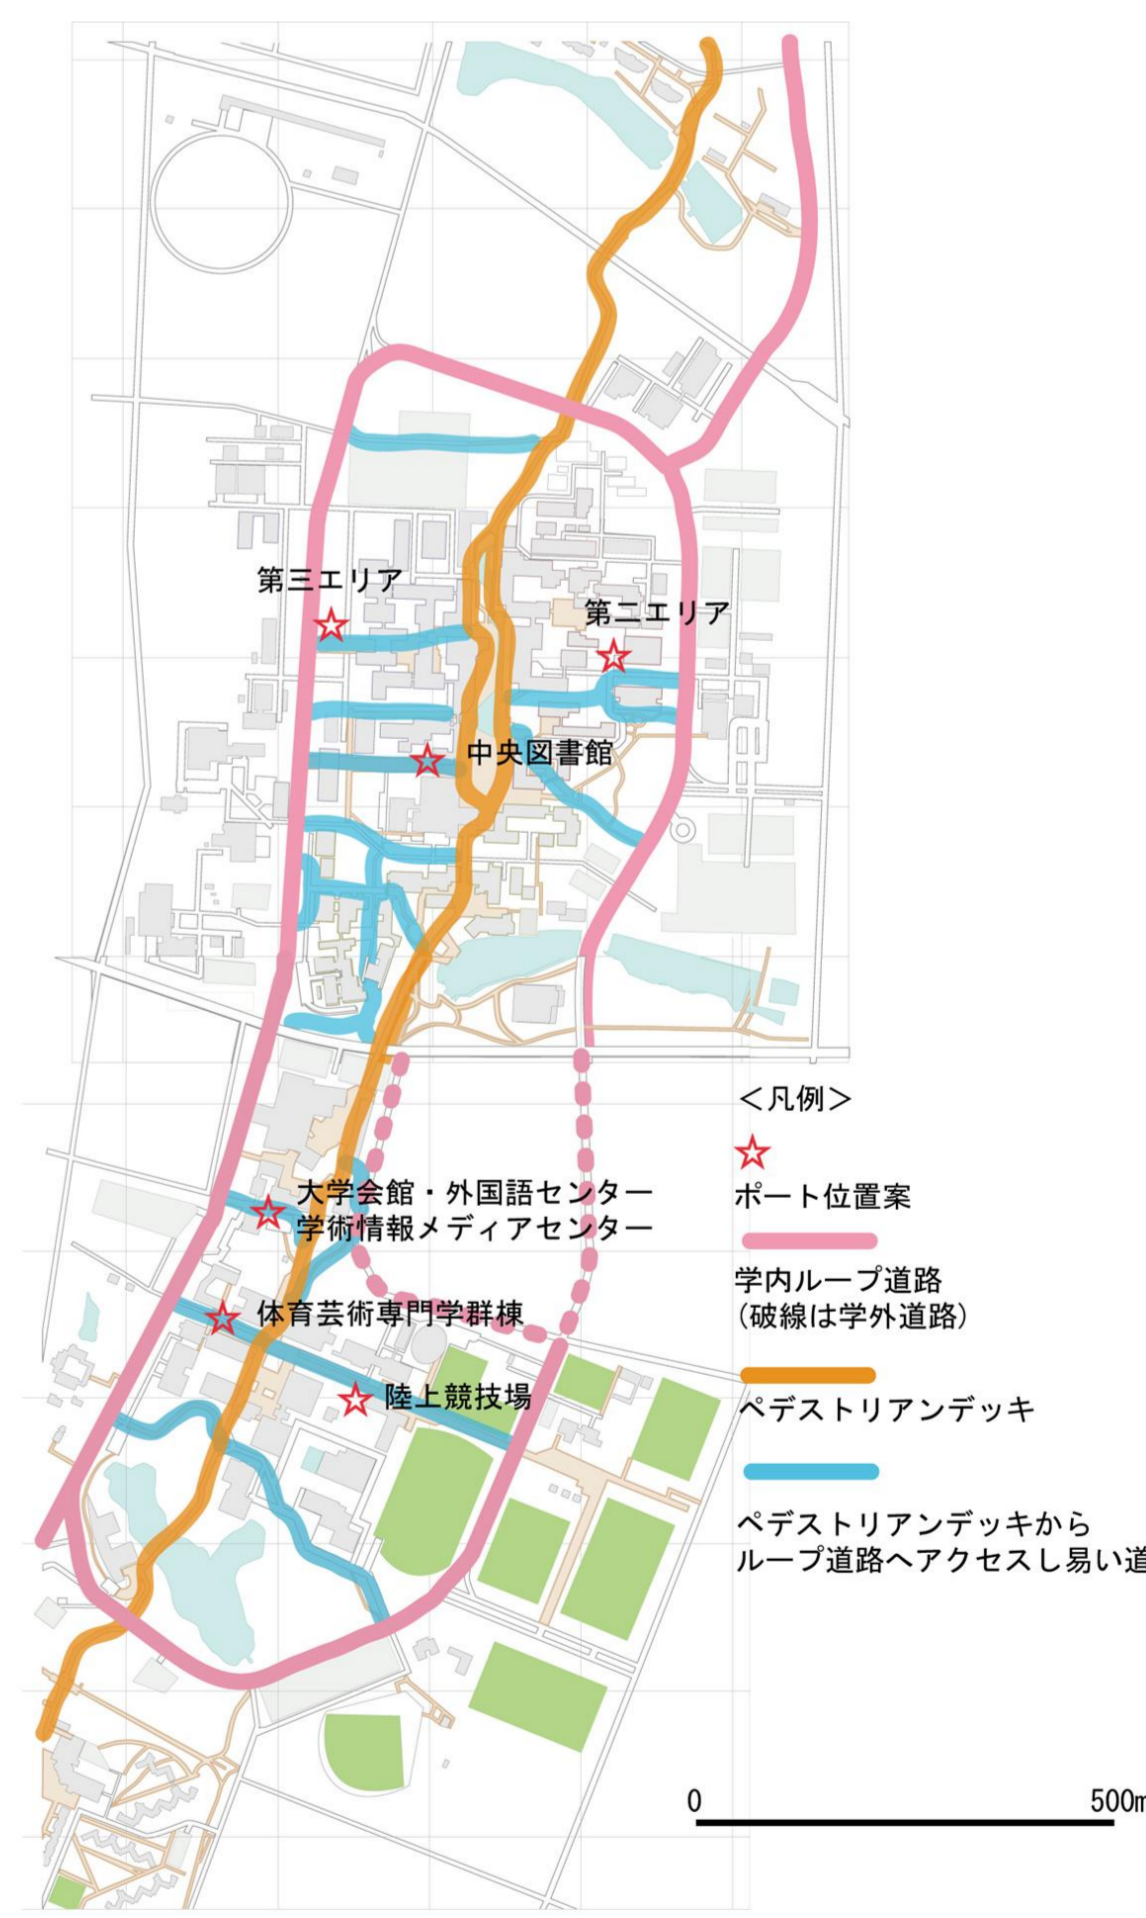 第三エリア
第二エリア
中央図書館
＜凡例＞
ポート位置案
大学会館・外国語センター
学術情報メディアセンター
学内ループ道路
(破線は学外道路)
体育芸術専門学群棟
陸上競技場
ペデストリアンデッキ
ペデストリアンデッキから
ループ道路へアクセスし易い道
0
500m